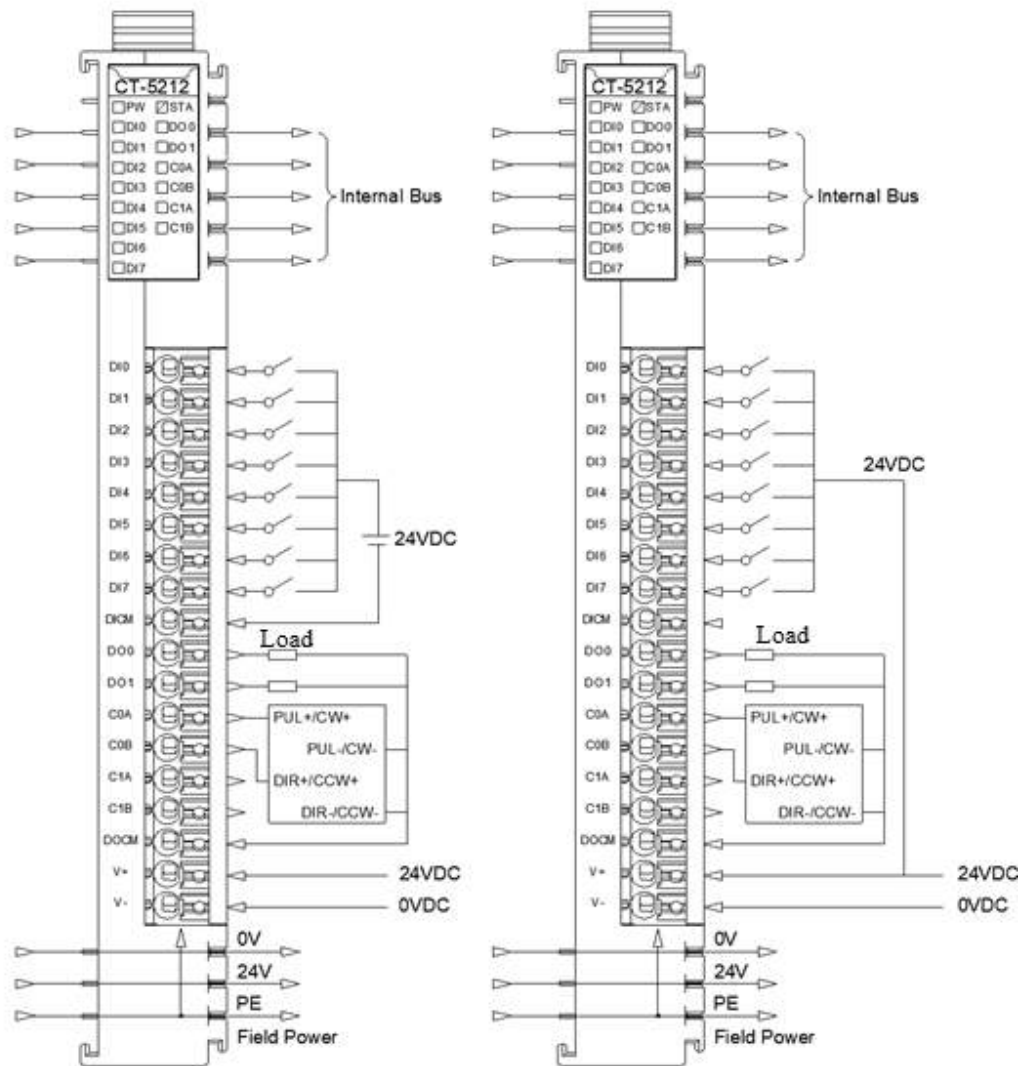 CT-5212
PW STA
DI0 DO0
DI1 DO1
DI2 C0A
DI3 C0B
DI4 C1A
DI5 C1B
DI6
DI7
Internal Bus
DI0
DI1
DI2
DI3
DI4
DI5
DI6
DI7
DICM
DO0
DO1
C0A
C0B
C1A
C1B
DOCM
V+
V-
24VDC
Load
PUL+/CW+
PUL-/CW-
DIR+/CCW+
DIR-/CCW-
24VDC
0VDC
0V
24V
PE
Field Power
CT-5212
PW STA
DI0 DO0
DI1 DO1
DI2 C0A
DI3 C0B
DI4 C1A
DI5 C1B
DI6
DI7
Internal Bus
DI0
DI1
DI2
DI3
DI4
DI5
DI6
DI7
DICM
DO0
DO1
C0A
C0B
C1A
C1B
DOCM
V+
V-
24VDC
Load
PUL+/CW+
PUL-/CW-
DIR+/CCW+
DIR-/CCW-
24VDC
0VDC
0V
24V
PE
Field Power